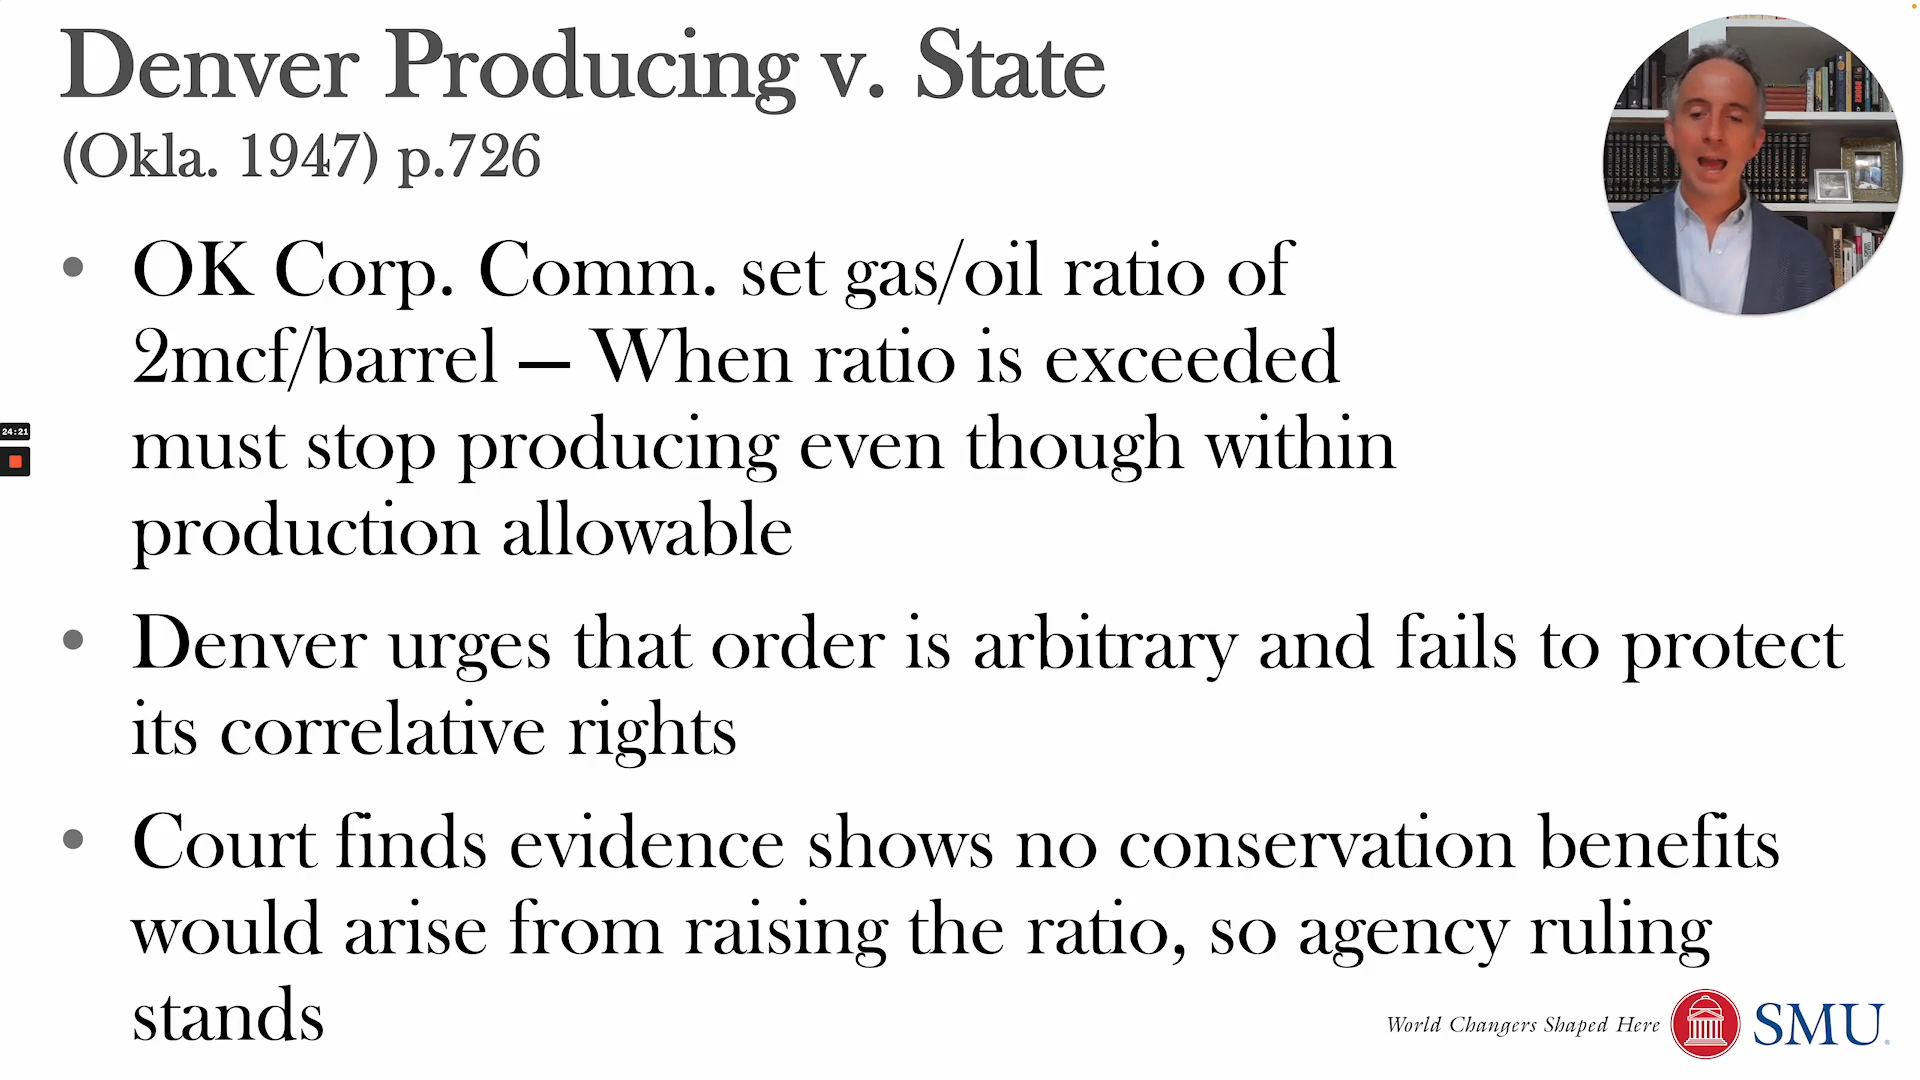 Denver Producing v. State
(Okla. 1947) p.726
• OK Corp. Comm. set gas/oil ratio of
2mcf/barrel — When ratio is exceeded
must stop producing even though within
production allowable
• Denver urges that order is arbitrary and fails to protect
its correlative rights
• Court finds evidence shows no conservation benefits
would arise from raising the ratio, so agency ruling
stands
24:21
World Changers Shaped Here
SMU